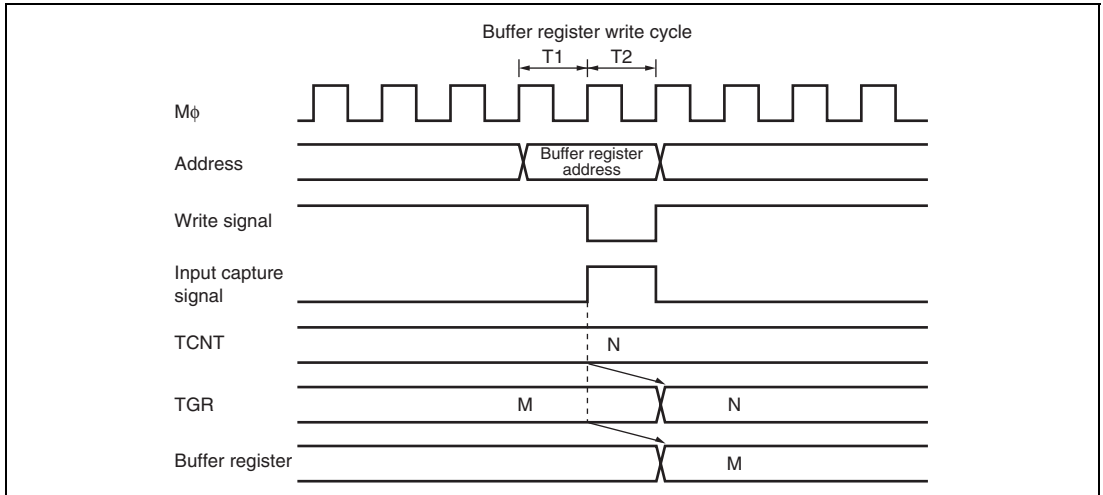 Buffer register write cycle
T1 T2
Mϕ
Address
Buffer register
address
Write signal
Input capture
signal
TCNT
N
TGR
M N
Buffer register
M